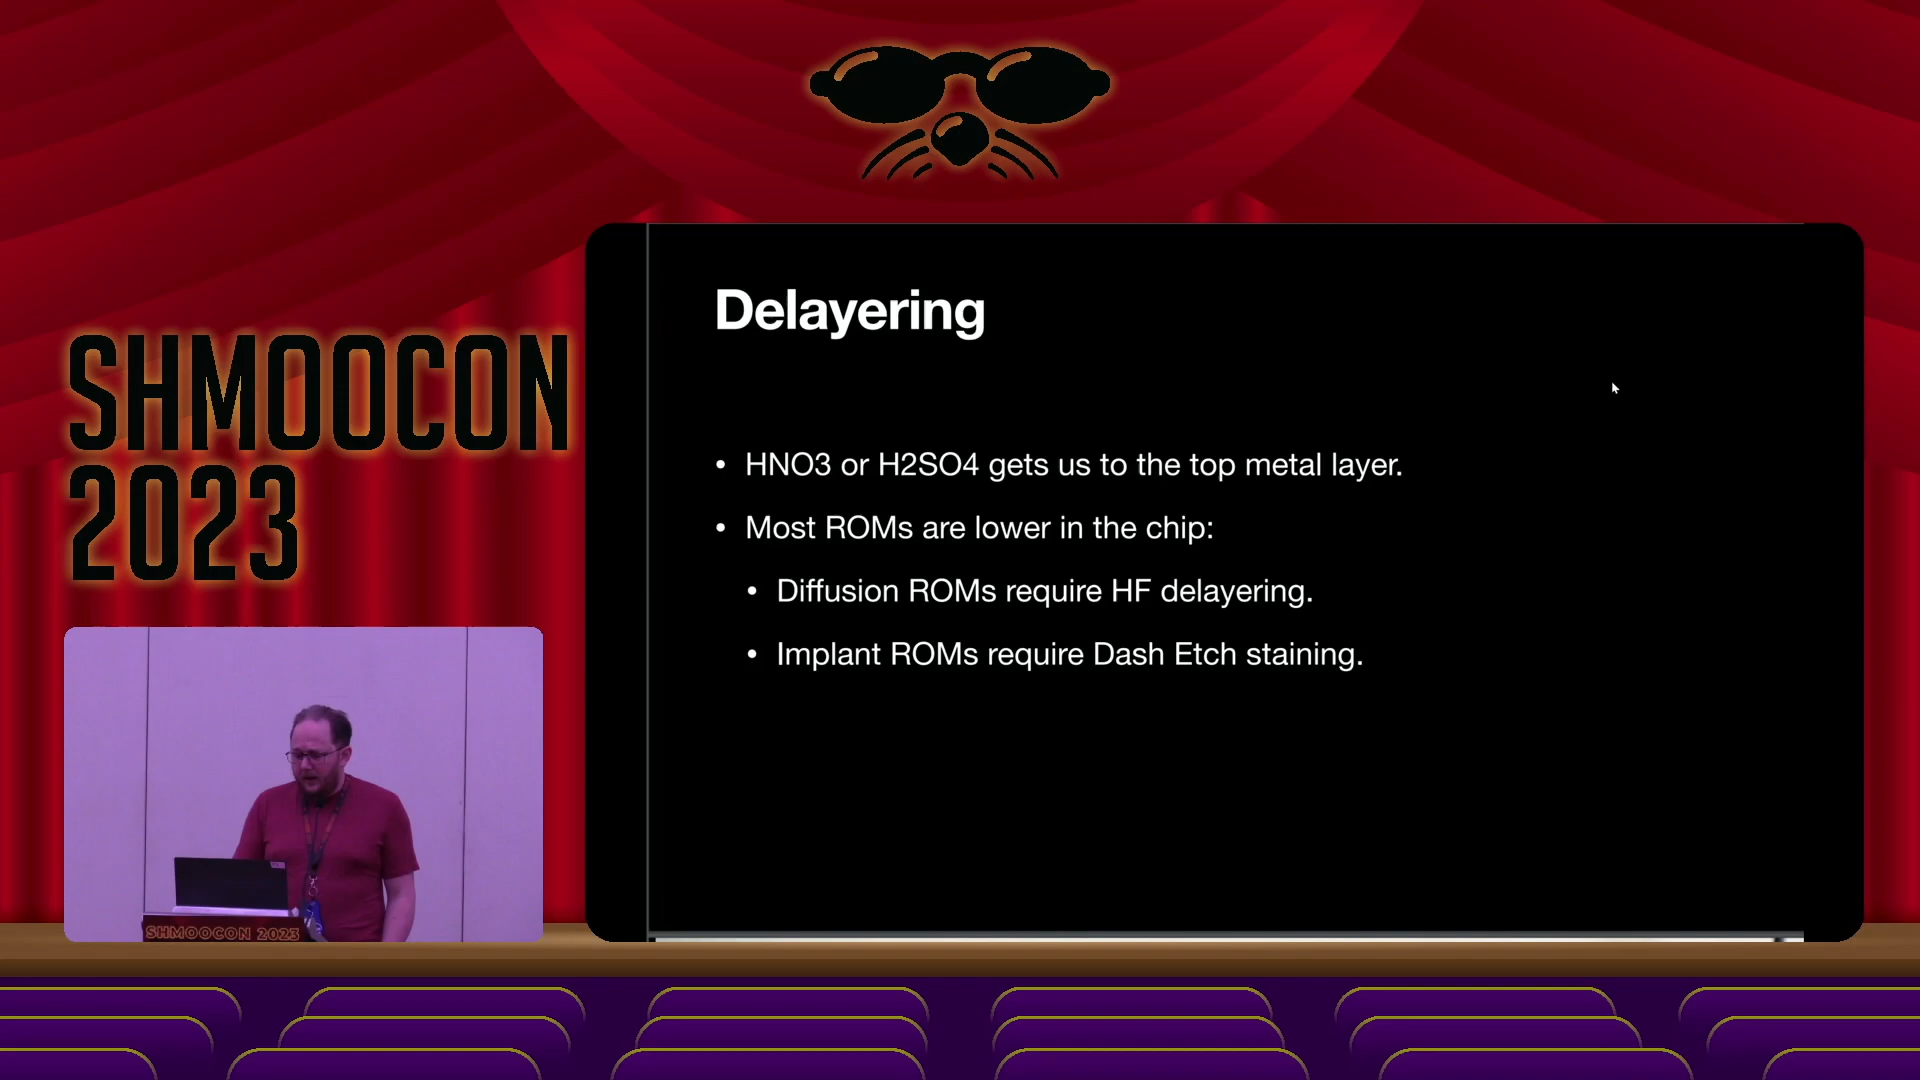 SHMOOCON
2023
Delayering
• HNO3 or H2SO4 gets us to the top metal layer.
• Most ROMs are lower in the chip:
• Diffusion ROMs require HF delayering.
• Implant ROMs require Dash Etch staining.
SHMOOCON 2023